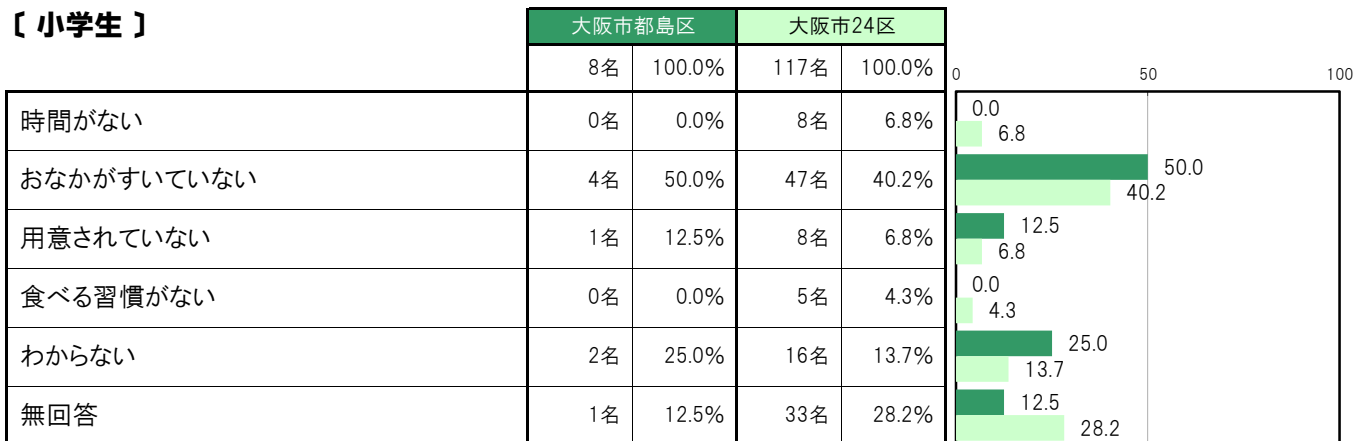 〔 小学生 〕
大阪市都島区 大阪市24区
8名 100.0% 117名 100.0%
0 50 100
時間がない 0名 0.0% 8名 6.8%
0.0
6.8
おなかがすいていない 4名 50.0% 47名 40.2%
50.0
40.2
用意されていない 1名 12.5% 8名 6.8%
12.5
6.8
食べる習慣がない 0名 0.0% 5名 4.3%
0.0
4.3
わからない 2名 25.0% 16名 13.7%
25.0
13.7
無回答 1名 12.5% 33名 28.2%
12.5
28.2